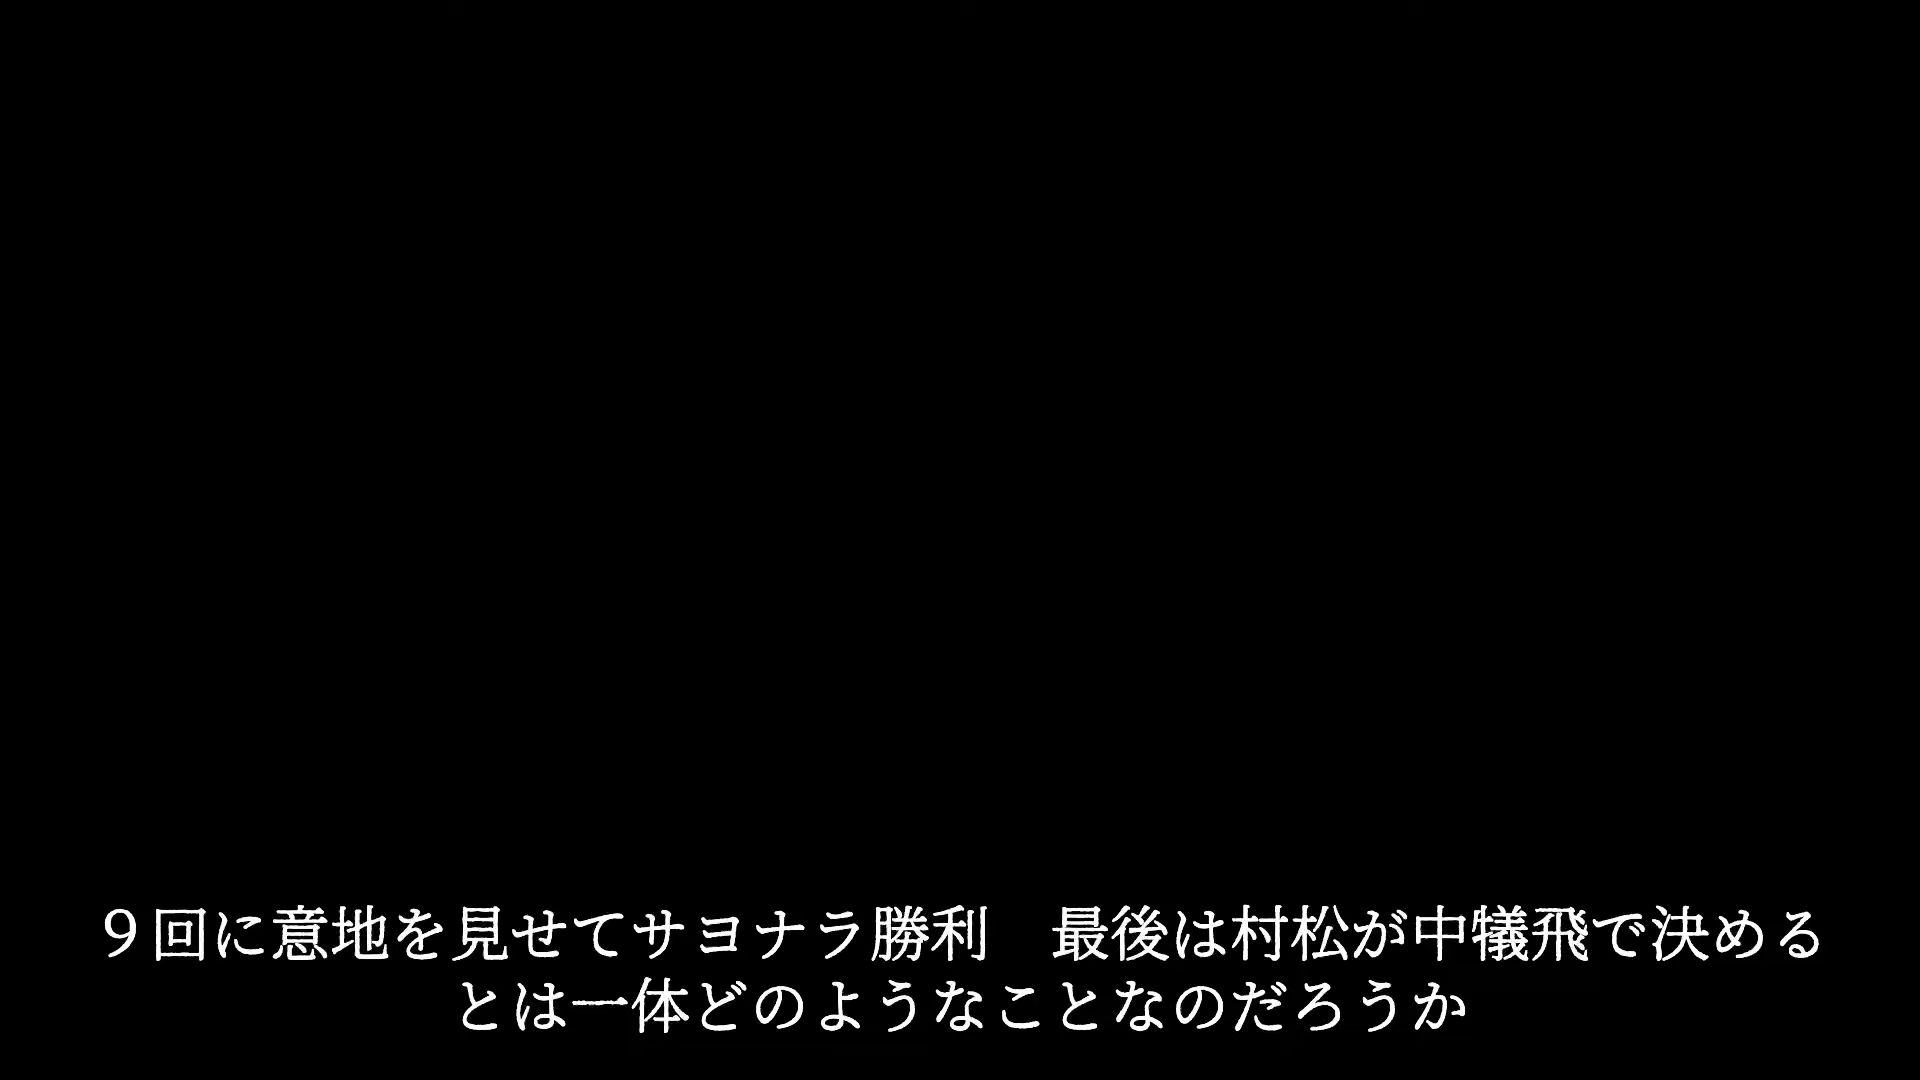 ９回に意地を見せてサヨナラ勝利　最後は村松が中犠飛で決める
とは一体どのようなことなのだろうか